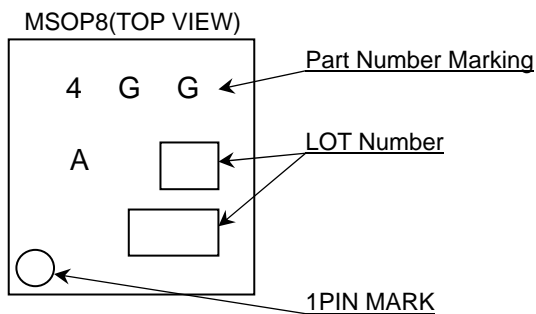 MSOP8(TOP VIEW)
Part Number Marking
4 G G
A
LOT Number
1PIN MARK